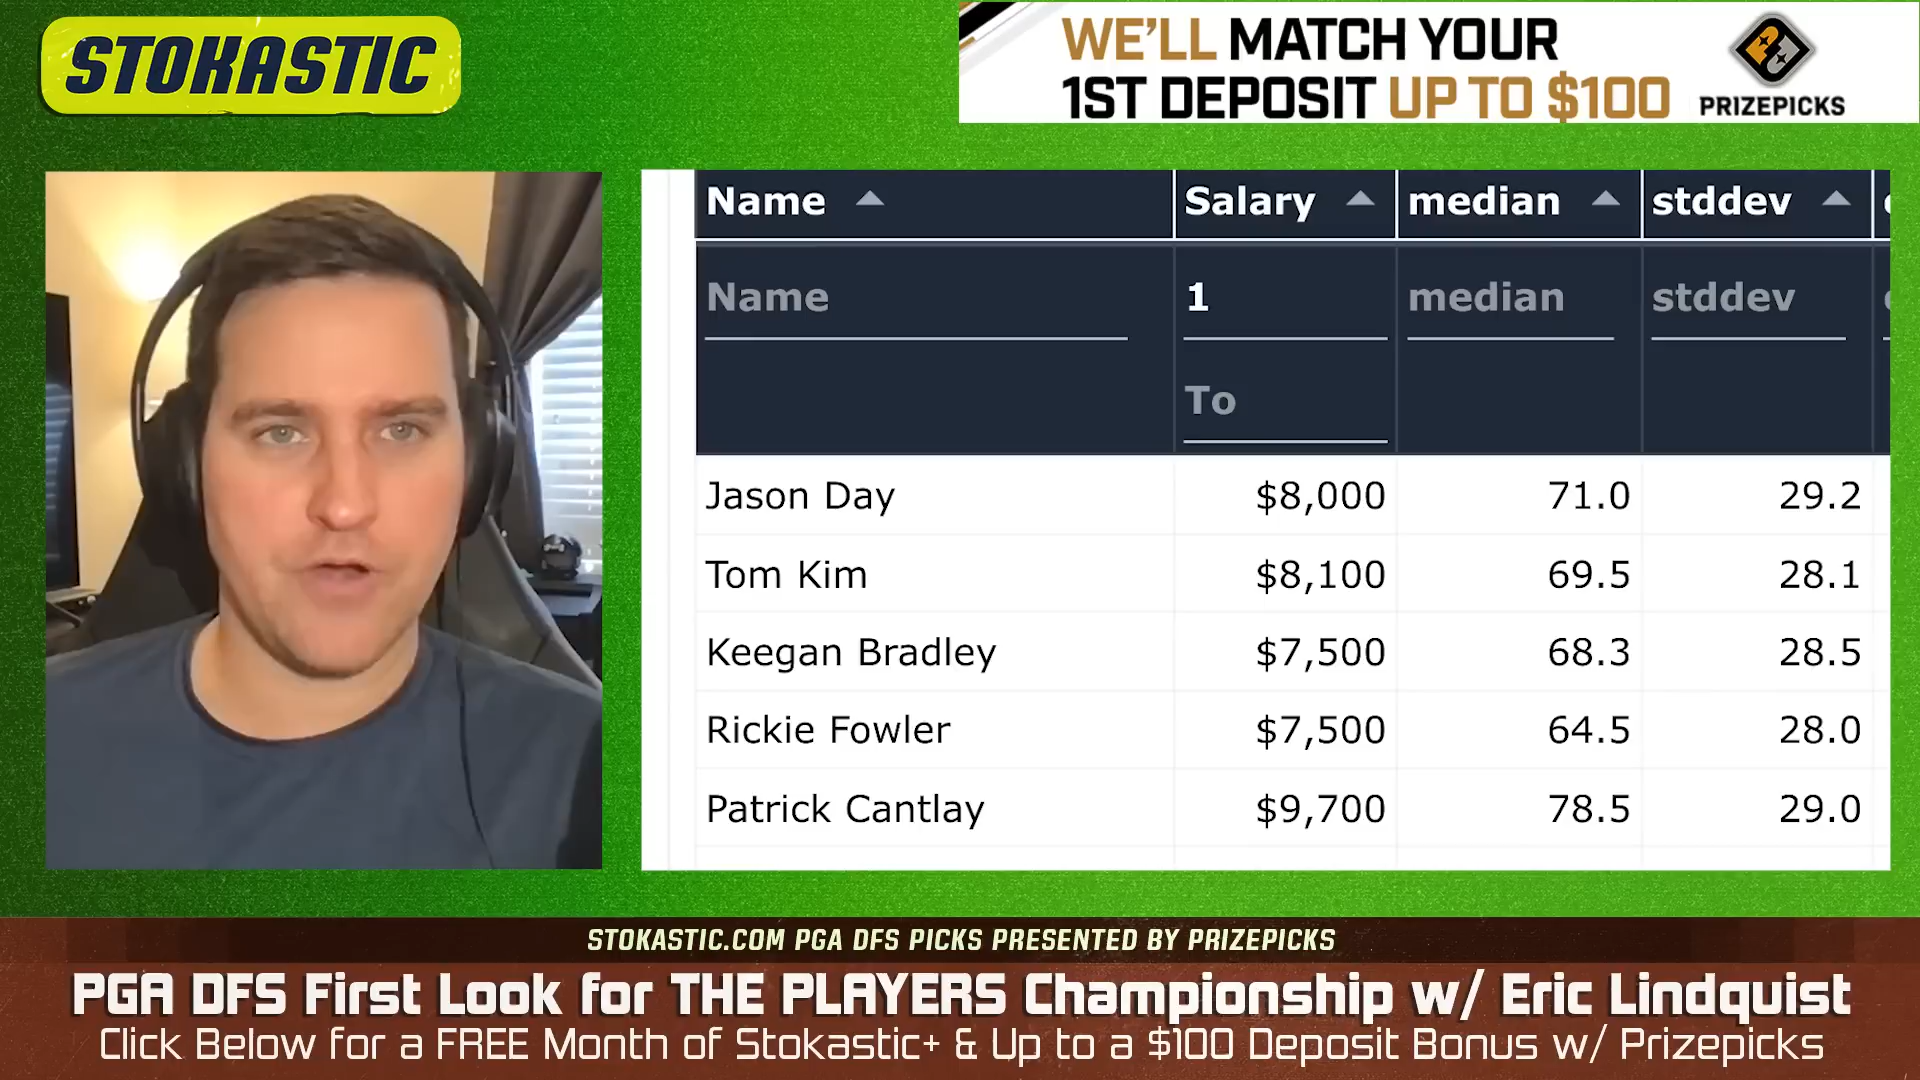 STOKASTIC
WE'LL MATCH YOUR
1ST DEPOSIT UP TO $100
PRIZEPICKS
Name Salary median stddev
Name 1 median stddev
To
Jason Day $8,000 71.0 29.2
Tom Kim $8,100 69.5 28.1
Keegan Bradley $7,500 68.3 28.5
Rickie Fowler $7,500 64.5 28.0
Patrick Cantlay $9,700 78.5 29.0
STOKASTIC.COM PGA DFS PICKS PRESENTED BY PRIZEPICKS
PGA DFS First Look for THE PLAYERS Championship w/ Eric Lindquist
Click Below for a FREE Month of Stokastic+ & Up to a $100 Deposit Bonus w/ Prizepicks